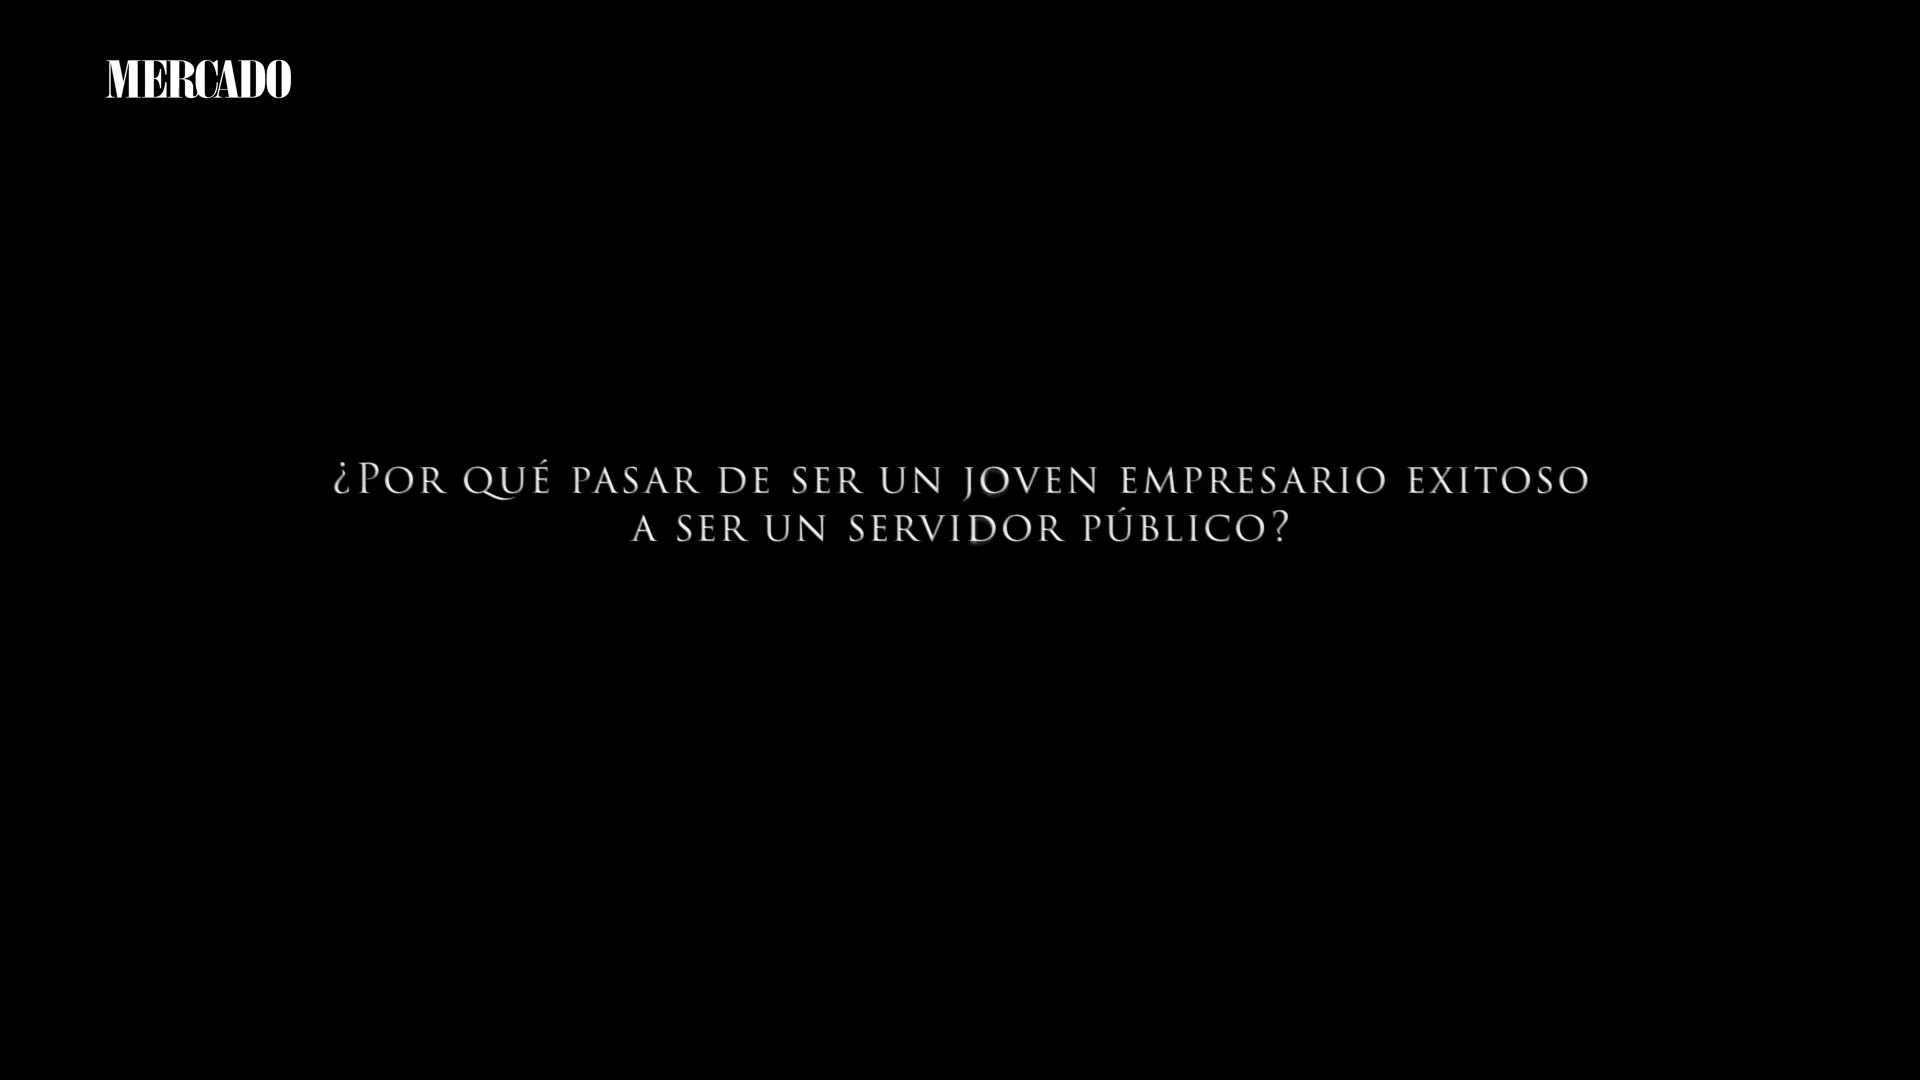 MERCADO
¿Por qué pasar de ser un joven empresario exitoso
a ser un servidor público?